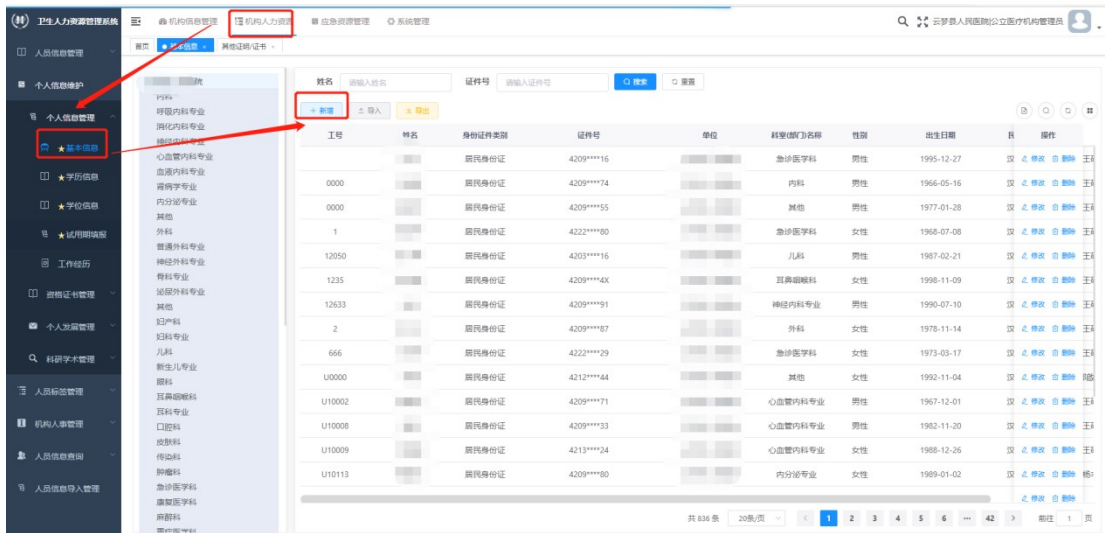 卫生人力资源管理系统
机构信息管理 机构人力资源 应急资源管理 系统管理
云梦县人民医院|公立医疗机构管理员
首页 基本信息 × 其他证明/证书 ×
人员信息管理
个人信息维护
个人信息管理
★基本信息
★学历信息
★学位信息
★试用期填报
工作经历
资格证书管理
个人发展管理
科研学术管理
人员标签管理
机构人事管理
人员信息查询
人员信息导入管理
院
内科
呼吸内科专业
消化内科专业
神经内科专业
心血管内科专业
血液内科专业
肾病学专业
内分泌专业
其他
外科
普通外科专业
神经外科专业
骨科专业
泌尿外科专业
其他
妇产科
妇科专业
儿科
新生儿专业
眼科
耳鼻咽喉科
耳科专业
口腔科
皮肤科
传染科
肿瘤科
急诊医学科
康复医学科
麻醉科
重症医学科
姓名 请输入姓名 证件号 请输入证件号 搜索 重置
+ 新增 导入 导出
工号 姓名 身份证件类别 证件号 单位 科室(部门)名称 性别 出生日期 民 操作
居民身份证 4209****16 急诊医学科 男性 1995-12-27 汉 修改 删除 王
0000 居民身份证 4209****74 内科 男性 1966-05-16 汉 修改 删除 王
0000 居民身份证 4209****55 其他 男性 1977-01-28 汉 修改 删除 王
1 居民身份证 4222****80 急诊医学科 女性 1968-07-08 汉 修改 删除 王
12050 居民身份证 4203****16 儿科 男性 1987-02-21 汉 修改 删除 王
1235 居民身份证 4209****4X 耳鼻咽喉科 女性 1998-11-09 汉 修改 删除 王
12633 居民身份证 4209****91 神经内科专业 男性 1990-07-10 汉 修改 删除 王
2 居民身份证 4209****87 外科 女性 1978-11-14 汉 修改 删除 王
666 居民身份证 4222****29 急诊医学科 女性 1973-03-17 汉 修改 删除 王
U0000 居民身份证 4212****44 其他 女性 1992-11-04 汉 修改 删除
U10002 居民身份证 4209****71 心血管内科专业 男性 1967-12-01 汉 修改 删除 王
U10008 居民身份证 4209****33 心血管内科专业 男性 1982-11-20 汉 修改 删除 王
U10009 居民身份证 4213****24 心血管内科专业 女性 1988-12-26 汉 修改 删除 王
U10113 居民身份证 4209****80 内分泌专业 女性 1989-01-02 汉 修改 删除 杨
修改 删除
共 836 条 20条/页 < 1 2 3 4 5 6 ··· 42 > 前往 1 页